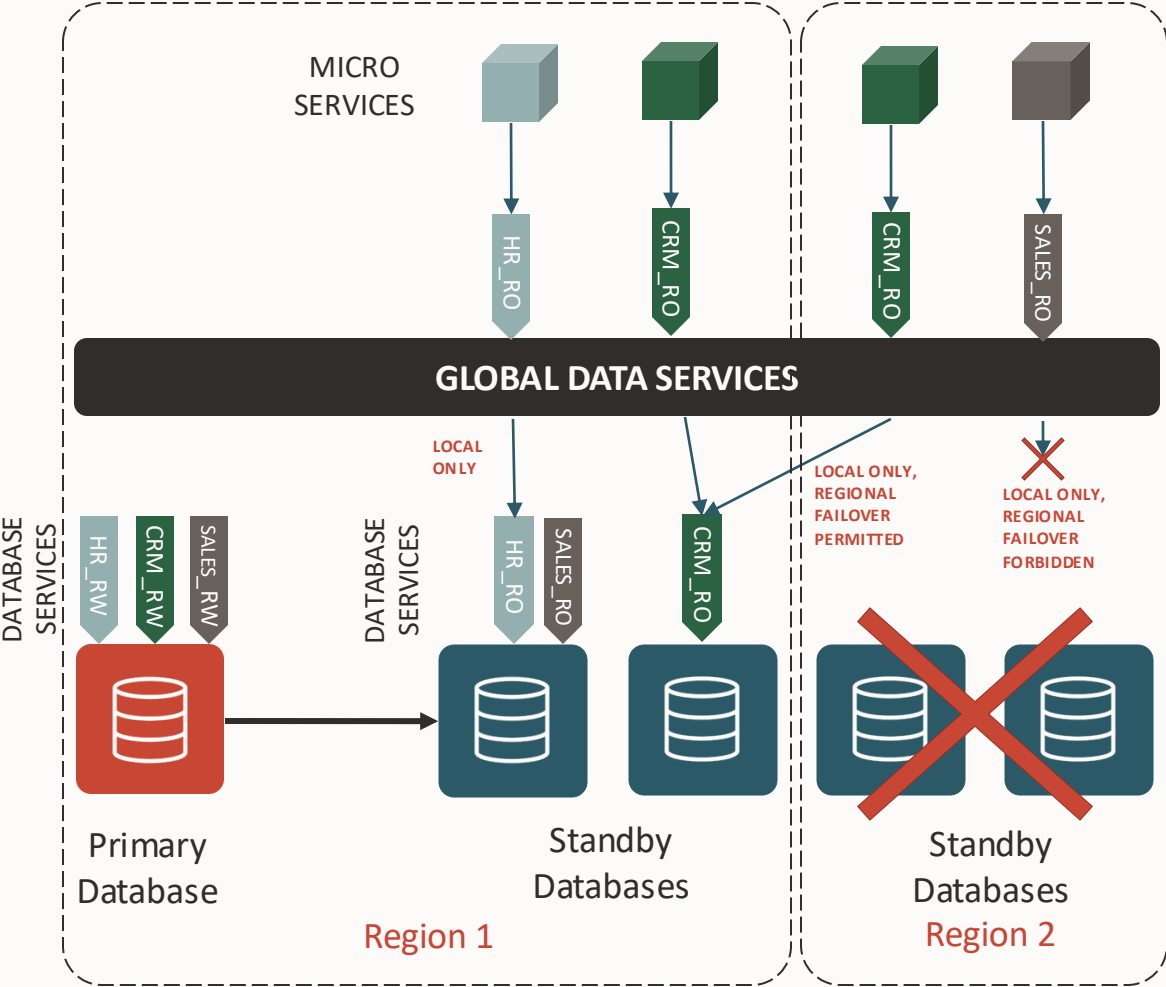 MICRO
SERVICES
HR_RO
CRM_RO
CRM_RO
SALES_RO
GLOBAL DATA SERVICES
LOCAL
ONLY
LOCAL ONLY,
REGIONAL
FAILOVER
PERMITTED
LOCAL ONLY,
REGIONAL
FAILOVER
FORBIDDEN
DATABASE
SERVICES
HR_RW
CRM_RW
SALES_RW
DATABASE
SERVICES
HR_RO
SALES_RO
CRM_RO
Primary
Database
Standby
Databases
Standby
Databases
Region 1
Region 2